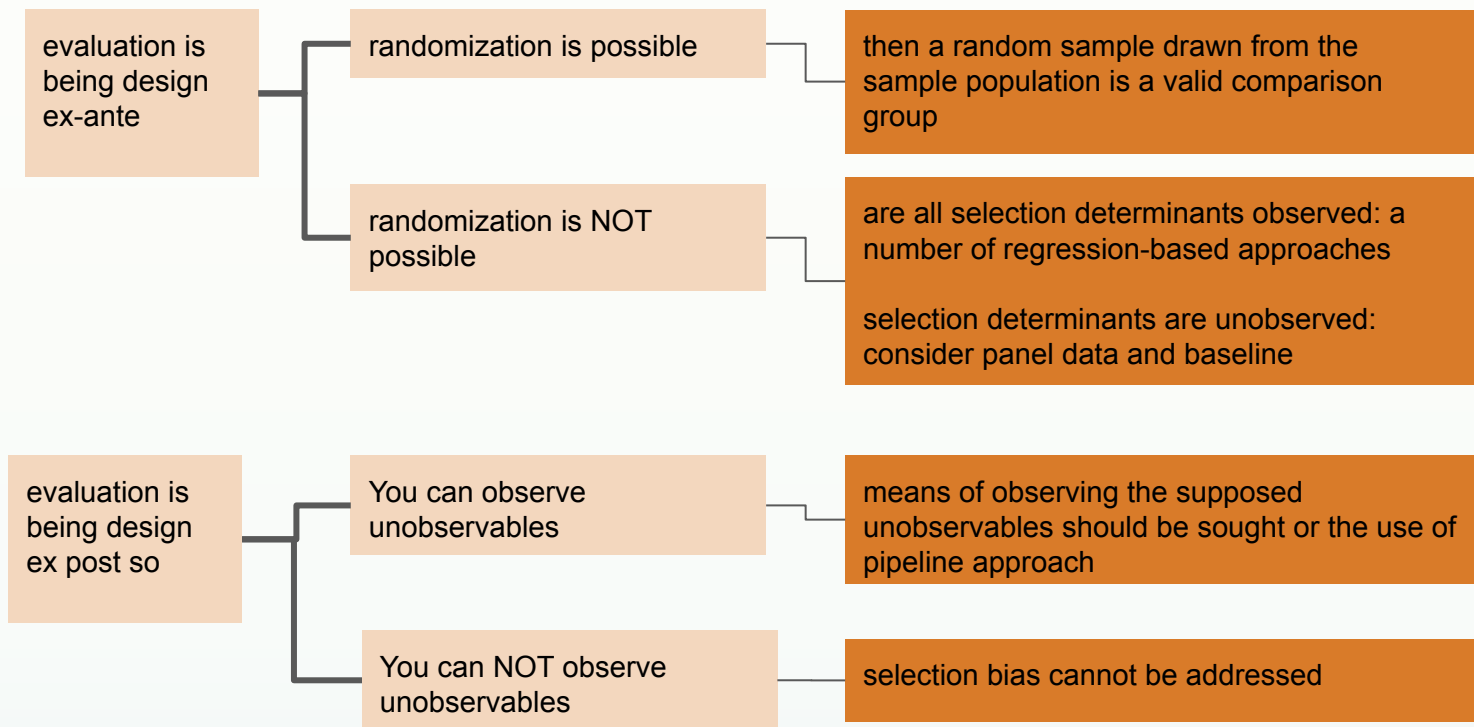 evaluation is
being design
ex-ante
randomization is possible
then a random sample drawn from the
sample population is a valid comparison
group
randomization is NOT
possible
are all selection determinants observed: a
number of regression-based approaches
selection determinants are unobserved:
consider panel data and baseline
evaluation is
being design
ex post so
You can observe
unobservables
means of observing the supposed
unobservables should be sought or the use of
pipeline approach
You can NOT observe
unobservables
selection bias cannot be addressed